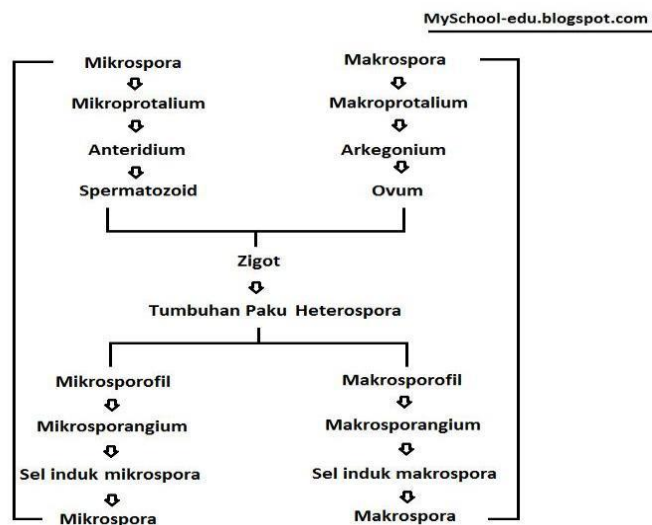 MySchool-edu.blogspot.com
Mikrospora Makrospora
Mikroprotalium Makroprotalium
Anteridium Arkegonium
Spermatozoid Ovum
Zigot
Tumbuhan Paku Heterospora
Mikrosporofil Makrosporofil
Mikrosporangium Makrosporangium
Sel induk mikrospora Sel induk makrospora
Mikrospora Makrospora